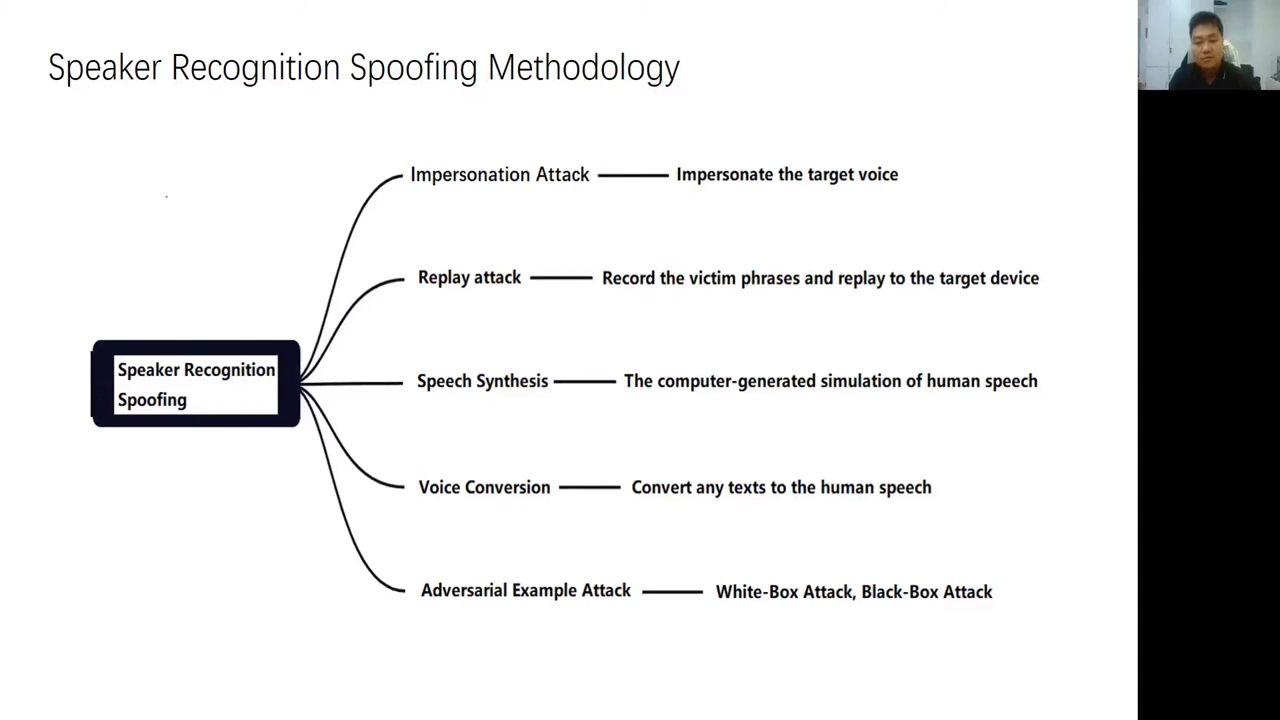 Speaker Recognition Spoofing Methodology
Impersonation Attack
Impersonate the target voice
Replay attack
Record the victim phrases and replay to the target device
Speaker Recognition
Spoofing
Speech Synthesis
The computer-generated simulation of human speech
Voice Conversion
Convert any texts to the human speech
Adversarial Example Attack
White-Box Attack, Black-Box Attack